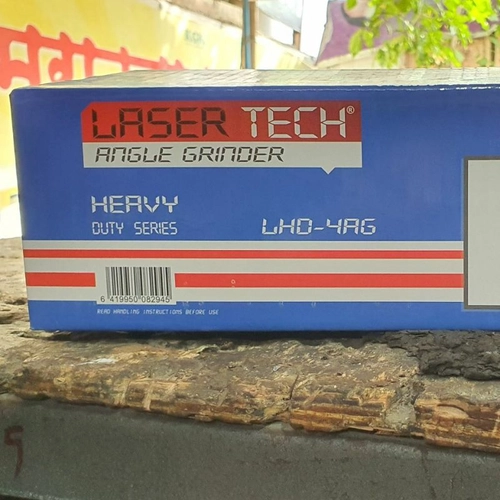 LASER TECH®
ANGLE GRINDER
HEAVY
DUTY SERIES
LHD-4AG
6 419950 082945
READ HANDLING INSTRUCTIONS BEFORE USE